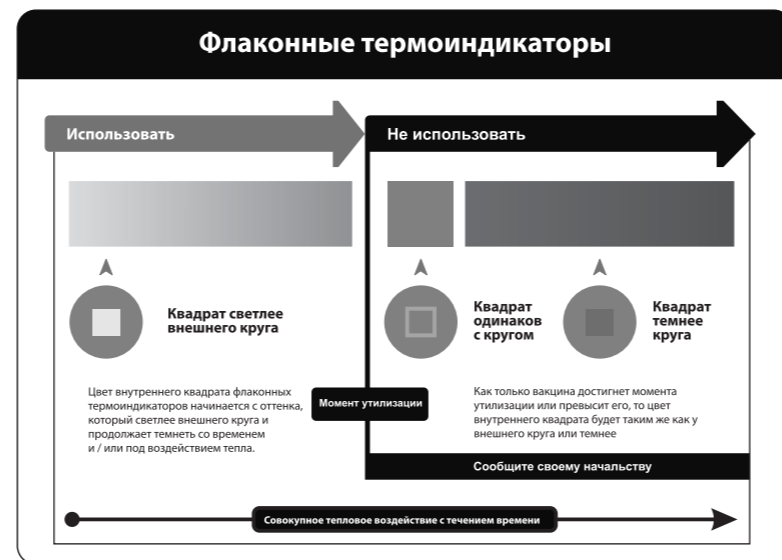 Флаконные термоиндикаторы
Использовать
Не использовать
Квадрат светлее
внешнего круга
Квадрат
одинаков
с кругом
Квадрат
темнее
круга
Цвет внутреннего квадрата флаконных
термоиндикаторов начинается с оттенка,
который светлее внешнего круга и
продолжает темнеть со временем
и / или под воздействием тепла.
Момент утилизации
Как только вакцина достигнет момента
утилизации или превысит его, то цвет
внутреннего квадрата будет таким же как у
внешнего круга или темнее
Сообщите своему начальству
Совокупное тепловое воздействие с течением времени